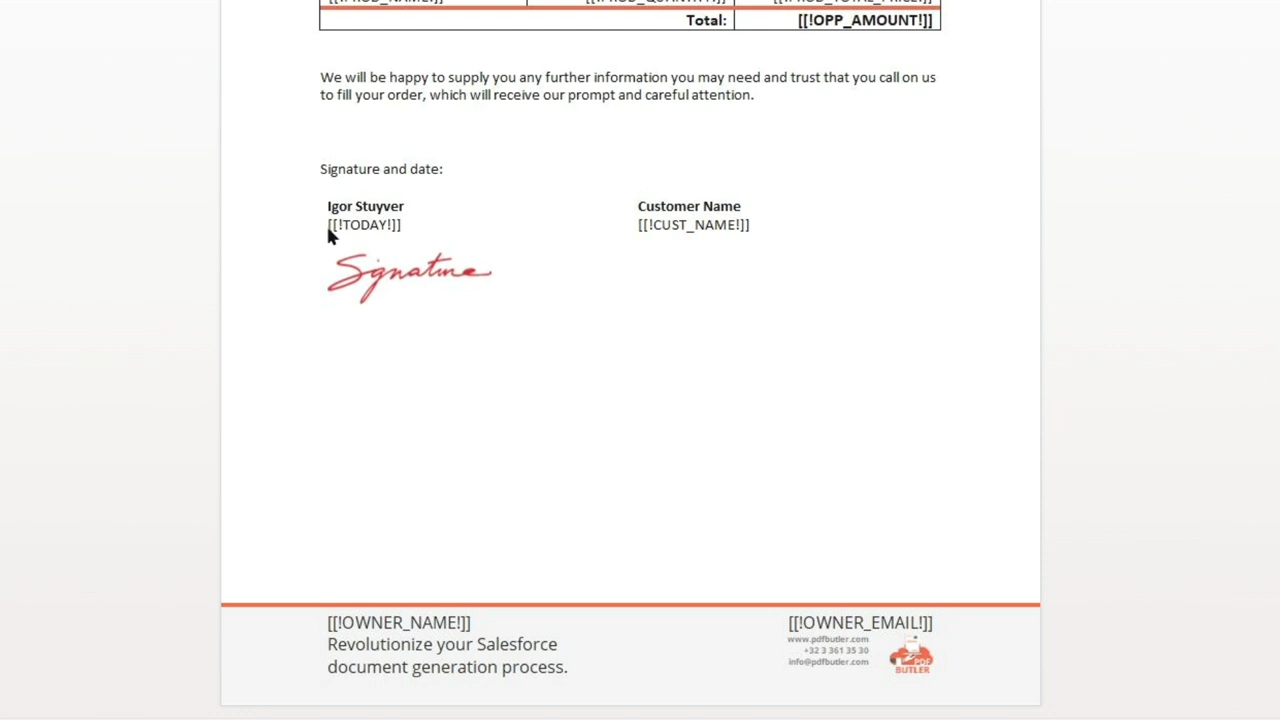 [[!PROD_NAME!]] [[!PROD_QUANTITY!]] [[!PROD_TOTAL_PRICE!]]
Total: [[!OPP_AMOUNT!]]
We will be happy to supply you any further information you may need and trust that you call on us
to fill your order, which will receive our prompt and careful attention.
Signature and date:
Igor Stuyver Customer Name
[[!TODAY!]] [[!CUST_NAME!]]
Signature
[[!OWNER_NAME!]] [[!OWNER_EMAIL!]]
Revolutionize your Salesforce
document generation process.
www.pdfbutler.com
+32 3 361 35 30
info@pdfbutler.com
PDF
BUTLER